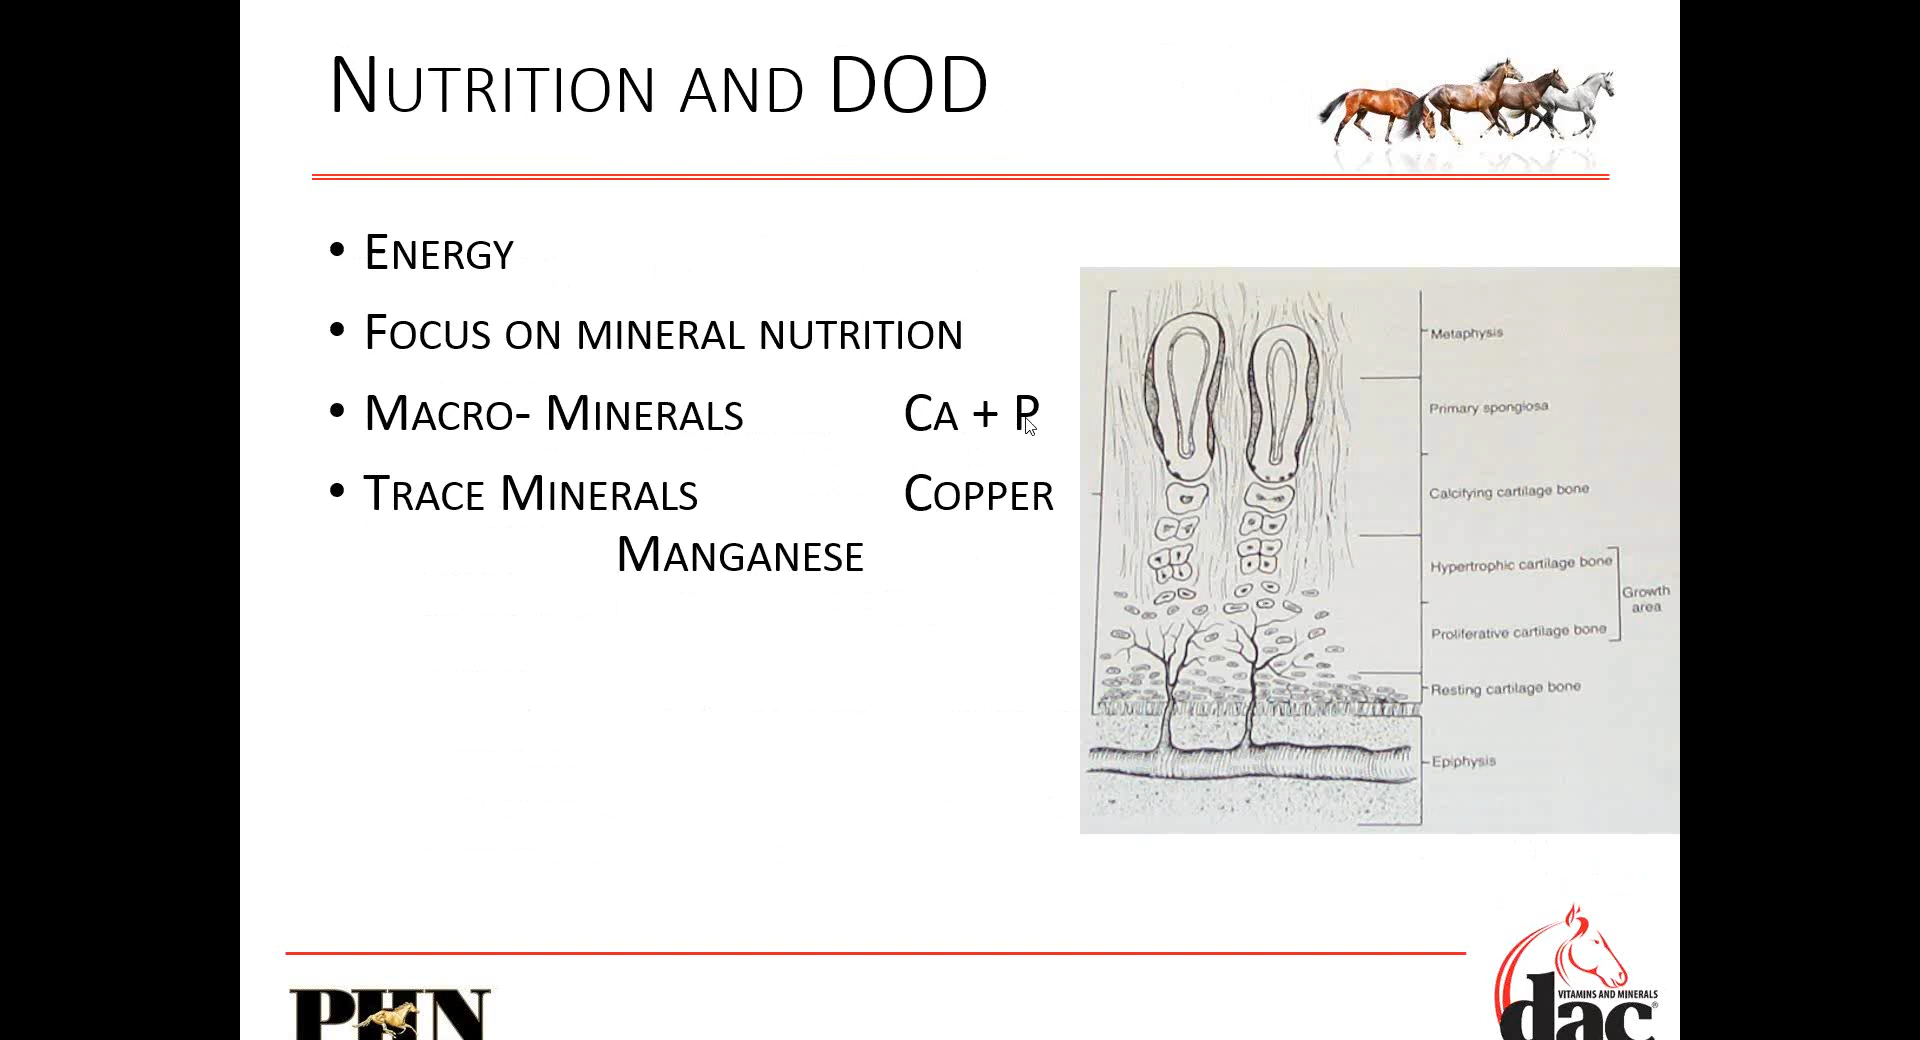 NUTRITION AND DOD
• ENERGY
• FOCUS ON MINERAL NUTRITION
• MACRO- MINERALS CA + P
• TRACE MINERALS COPPER
MANGANESE
Metaphysis
Primary spongiosa
Calcifying cartilage bone
Hypertrophic cartilage bone
Growth
area
Proliferative cartilage bone
Resting cartilage bone
Epiphysis
PHN
VITAMINS AND MINERALS
dac®